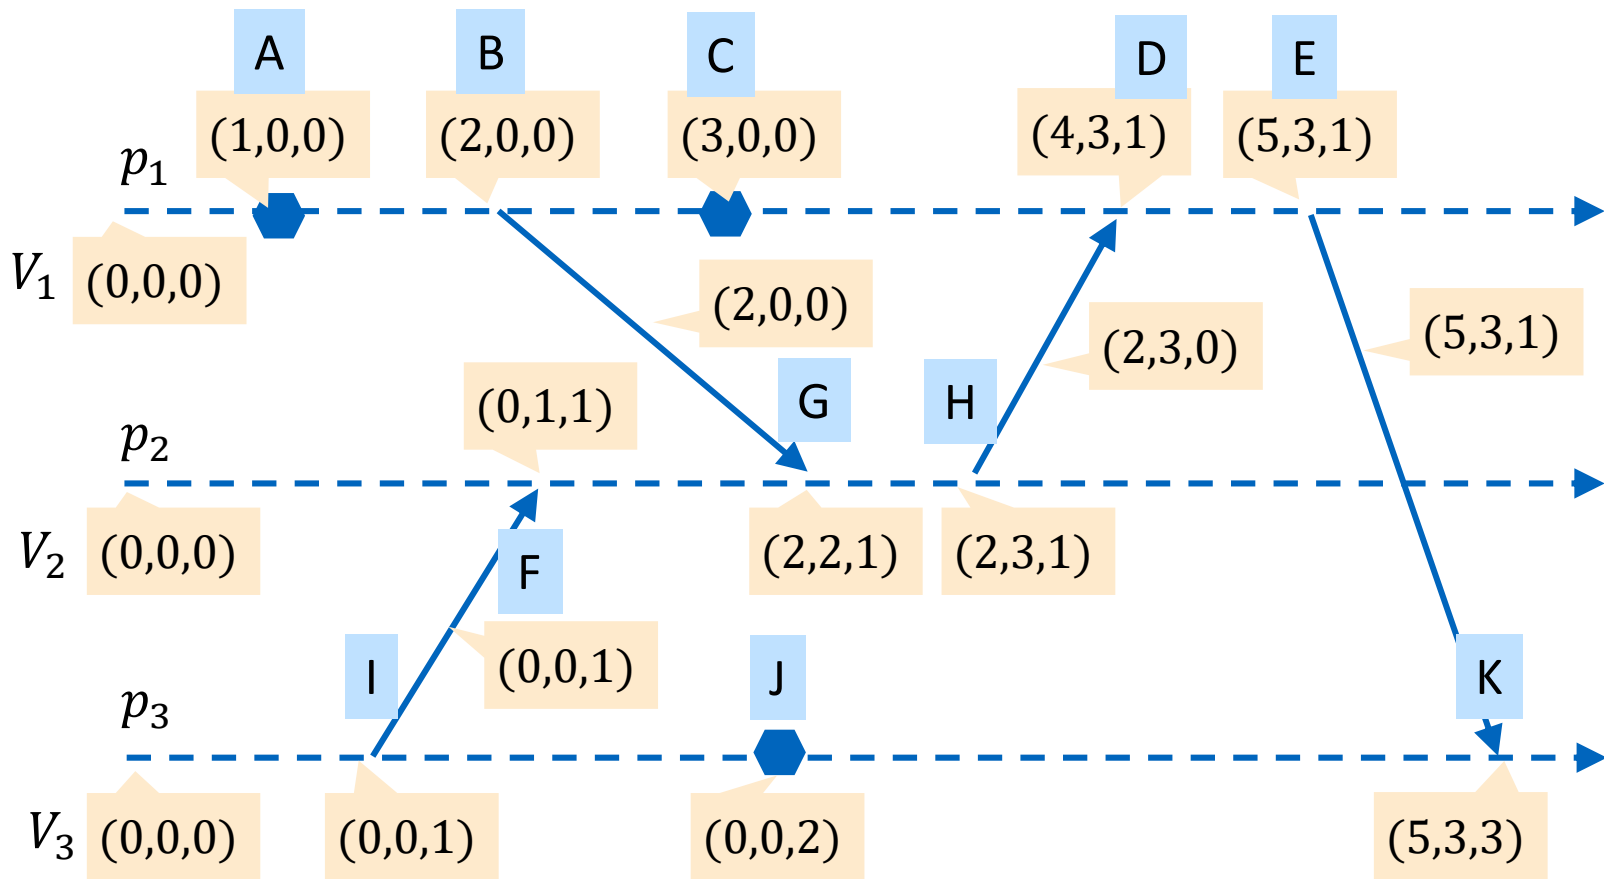 A B C D E
(1,0,0) (2,0,0) (3,0,0) (4,3,1) (5,3,1)
p₁
V₁ (0,0,0)
(2,0,0)
(2,3,0)
(5,3,1)
(0,1,1)
G H
p₂
V₂ (0,0,0)
(2,2,1) (2,3,1)
F
(0,0,1)
I J K
p₃
V₃ (0,0,0) (0,0,1) (0,0,2) (5,3,3)